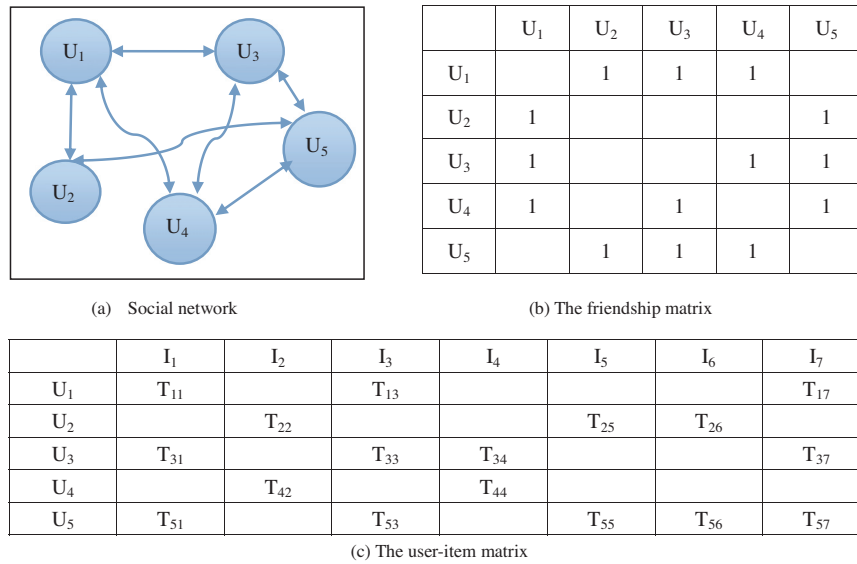 U1
U3
U5
U2
U4
(a) Social network
U1 U2 U3 U4 U5
U1 1 1 1
U2 1 1
U3 1 1 1
U4 1 1 1
U5 1 1 1
(b) The friendship matrix
I1 I2 I3 I4 I5 I6 I7
U1 T11 T13 T17
U2 T22 T25 T26
U3 T31 T33 T34 T37
U4 T42 T44
U5 T51 T53 T55 T56 T57
(c) The user-item matrix